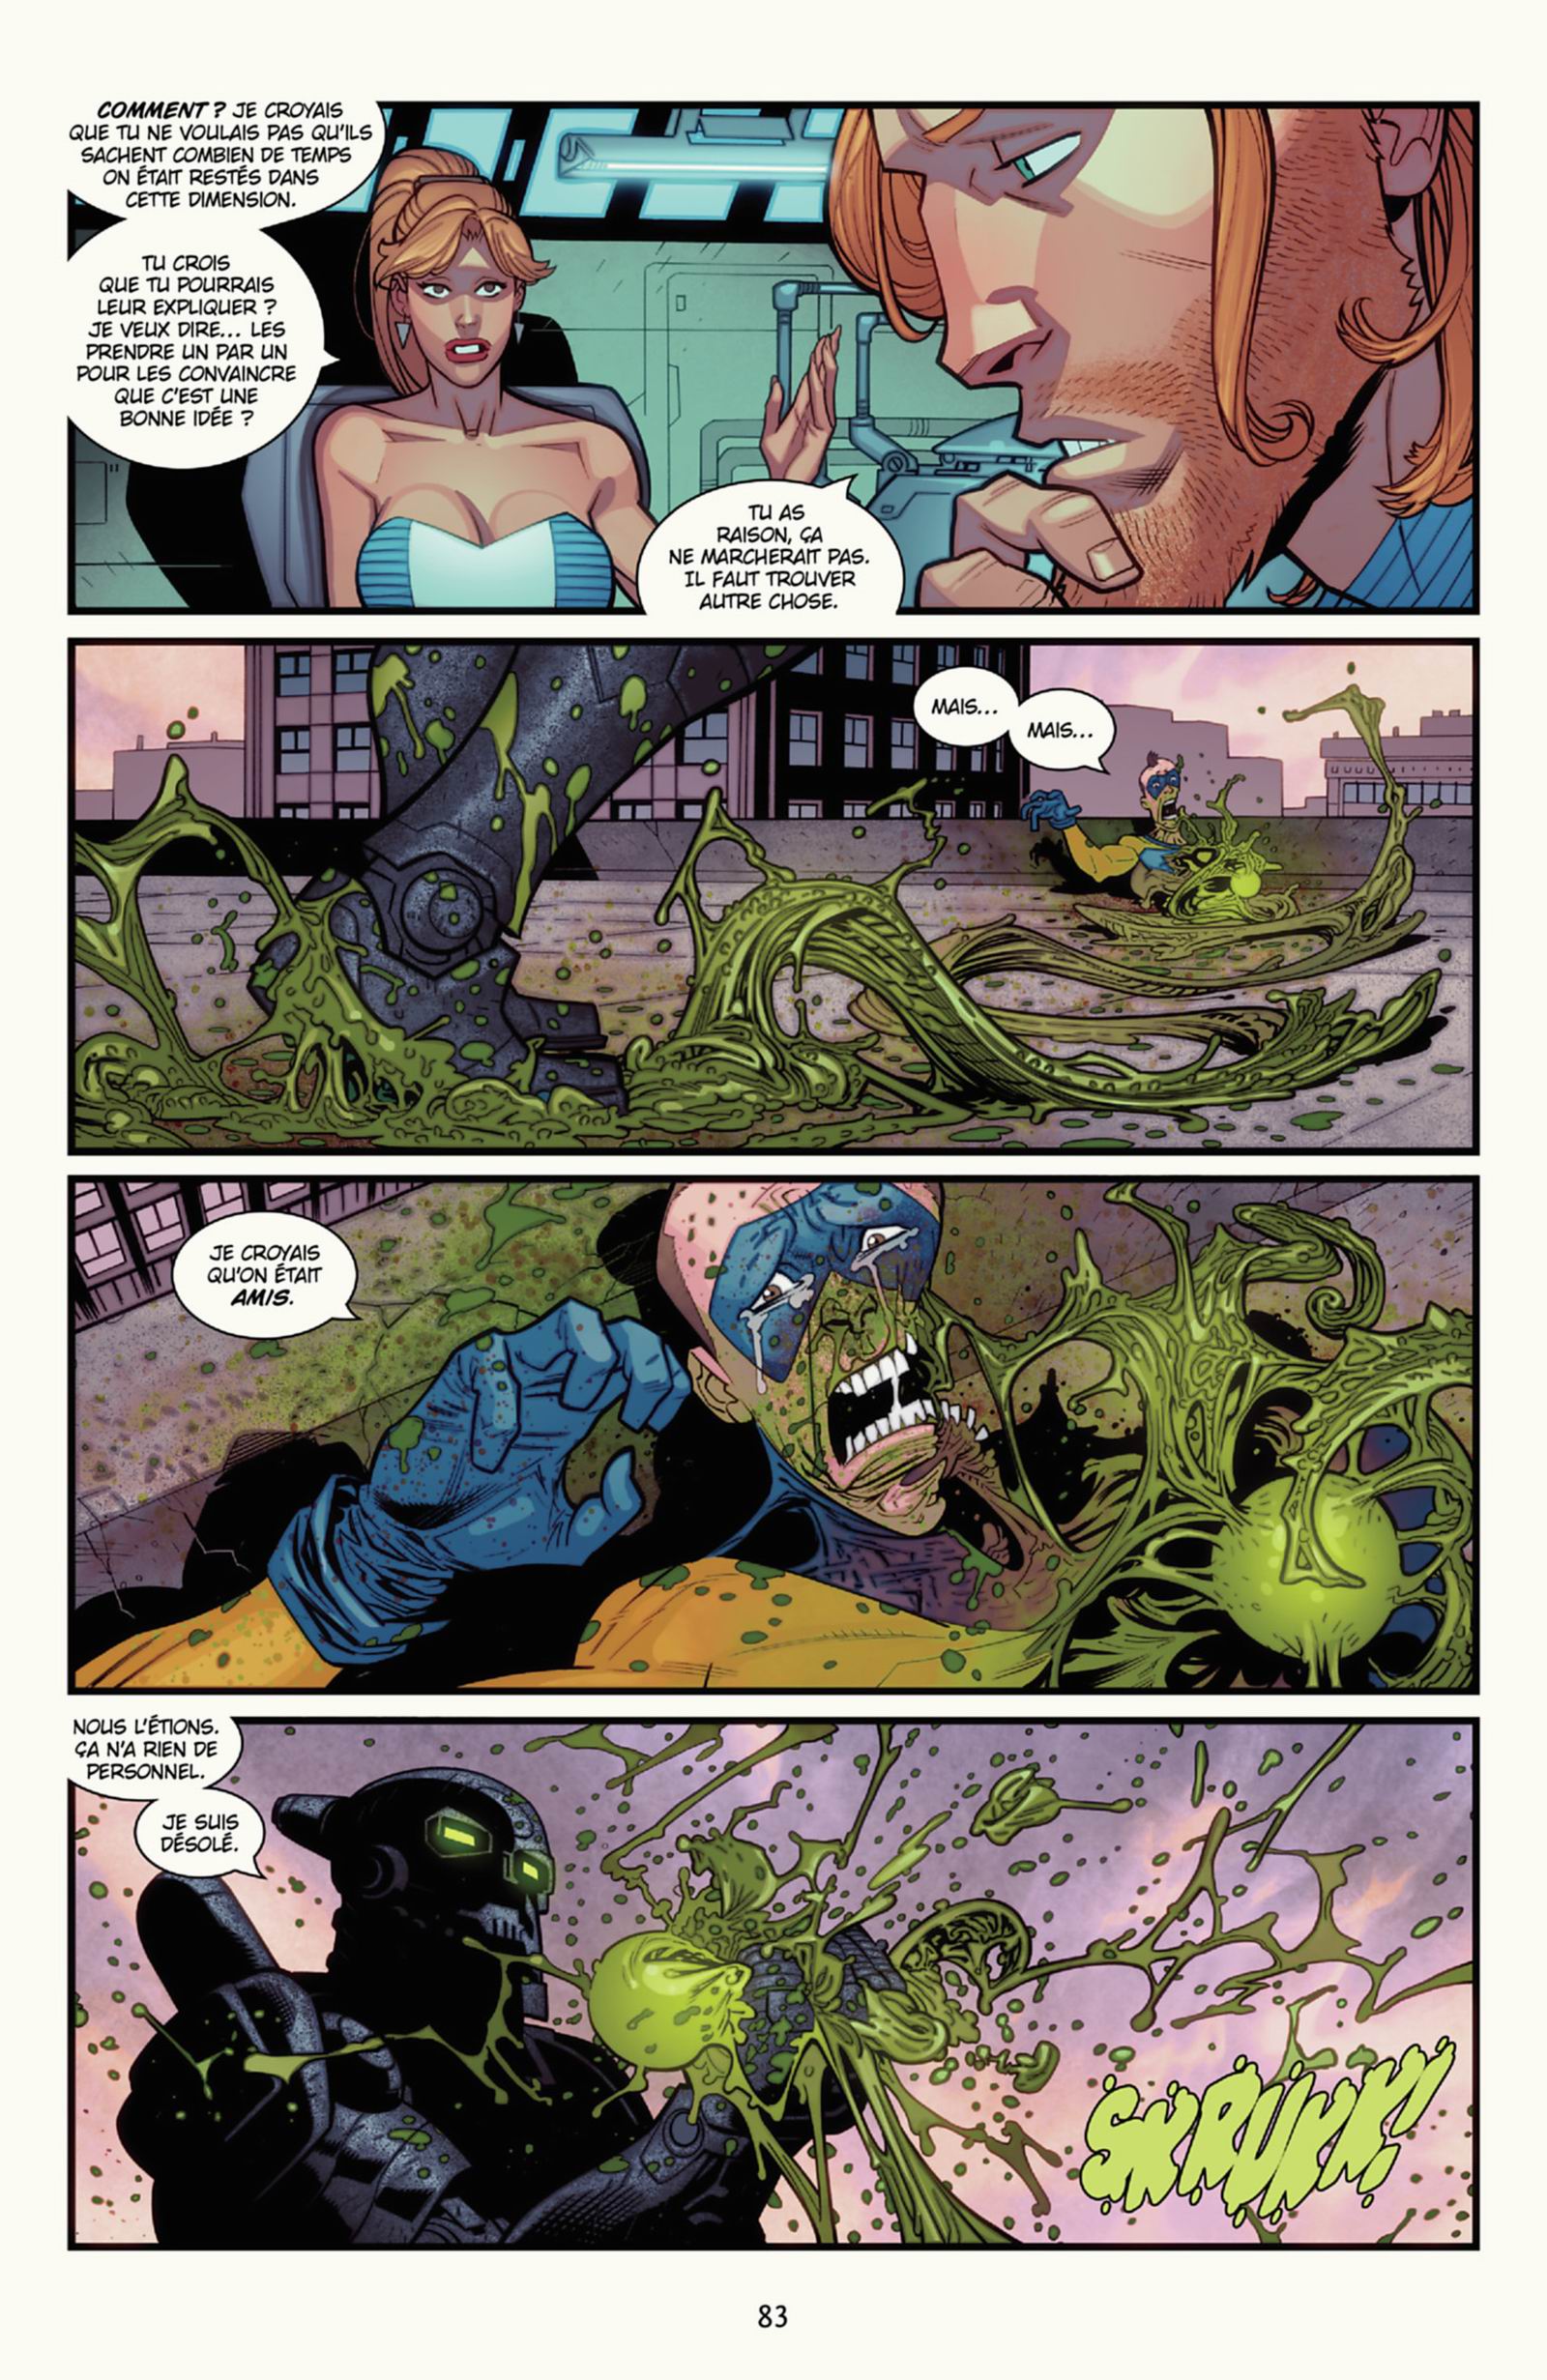 COMMENT ? JE CROYAIS
QUE TU NE VOULAIS PAS QU'ILS
SACHENT COMBIEN DE TEMPS
ON ÉTAIT RESTÉS DANS
CETTE DIMENSION.
TU CROIS
QUE TU POURRAIS
LEUR EXPLIQUER ?
JE VEUX DIRE... LES
PRENDRE UN PAR UN
POUR LES CONVAINCRE
QUE C'EST UNE
BONNE IDÉE ?
TU AS
RAISON, ÇA
NE MARCHERAIT PAS.
IL FAUT TROUVER
AUTRE CHOSE.
MAIS...
MAIS...
JE CROYAIS
QU'ON ÉTAIT
AMIS.
NOUS L'ÉTIONS.
ÇA N'A RIEN DE
PERSONNEL.
JE SUIS
DÉSOLÉ.
SKRUKK!
83